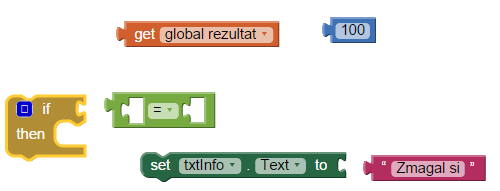 get global rezultat
100
if
=
then
set txtInfo . Text to
“ Zmagal si ”